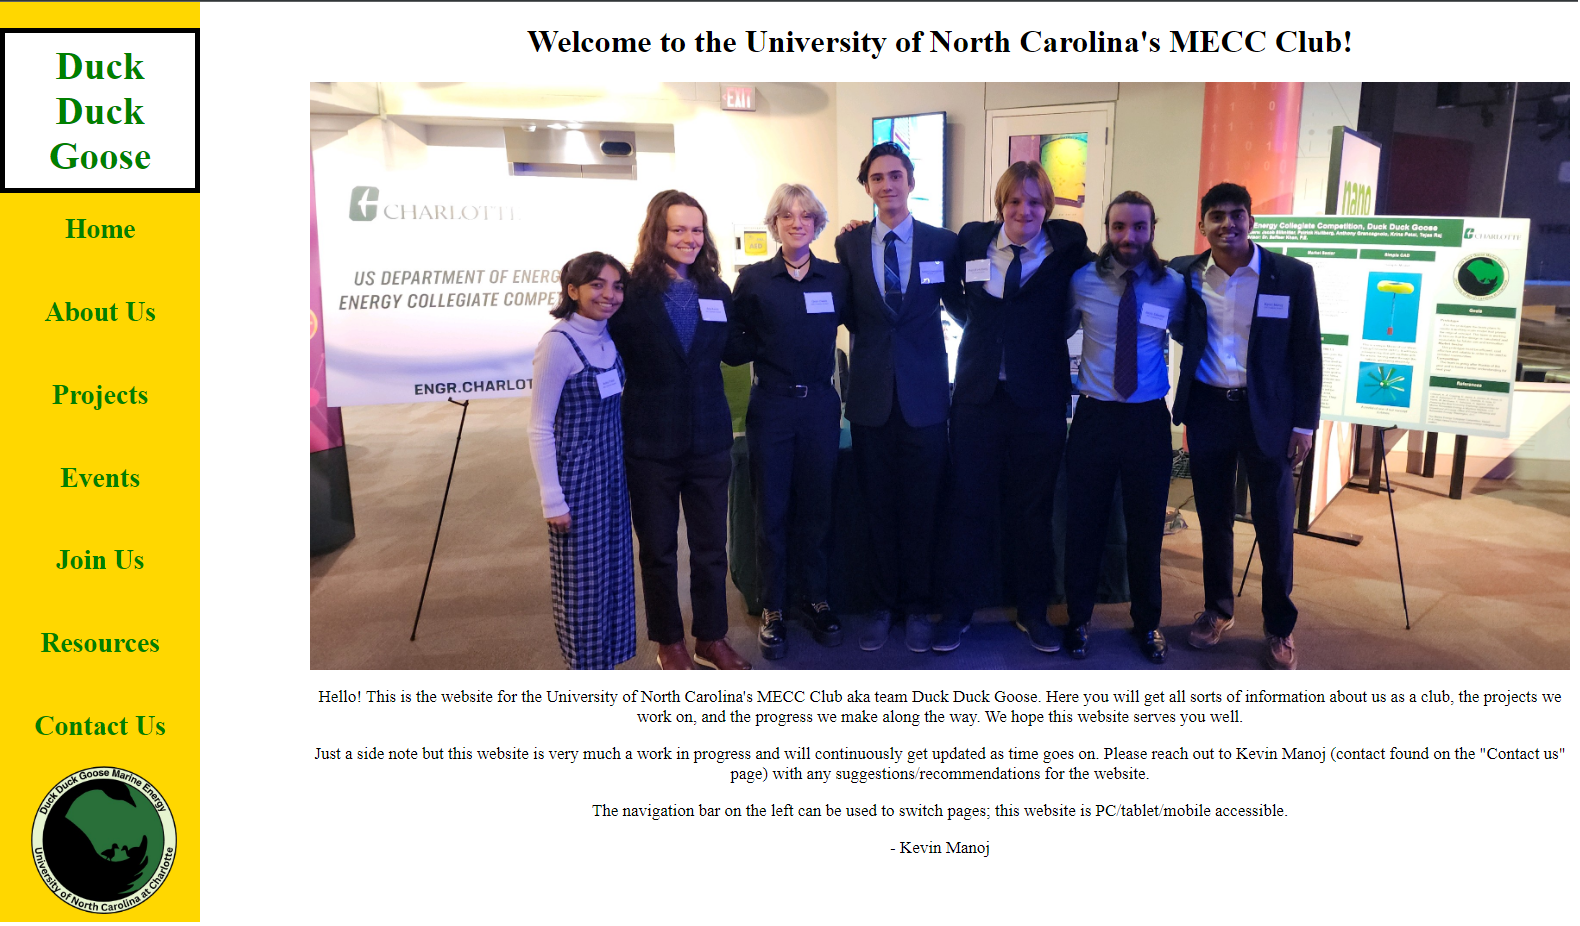 Duck
Duck
Goose
Home
About Us
Projects
Events
Join Us
Resources
Contact Us
Duck Duck Goose Marine Energy
University of North Carolina at Charlotte
Welcome to the University of North Carolina's MECC Club!
EXIT
CHARLOTTE
US DEPARTMENT OF ENERG
ENERGY COLLEGIATE COMPE
ENGR.CHARLOT
AED
nano
Energy Collegiate Competition, Duck Duck Goose
CHARLOTTE
Market Sector
Simple CAD
Goals
References
Hello! This is the website for the University of North Carolina's MECC Club aka team Duck Duck Goose. Here you will get all sorts of information about us as a club, the projects we
work on, and the progress we make along the way. We hope this website serves you well.
Just a side note but this website is very much a work in progress and will continuously get updated as time goes on. Please reach out to Kevin Manoj (contact found on the "Contact us"
page) with any suggestions/recommendations for the website.
The navigation bar on the left can be used to switch pages; this website is PC/tablet/mobile accessible.
- Kevin Manoj